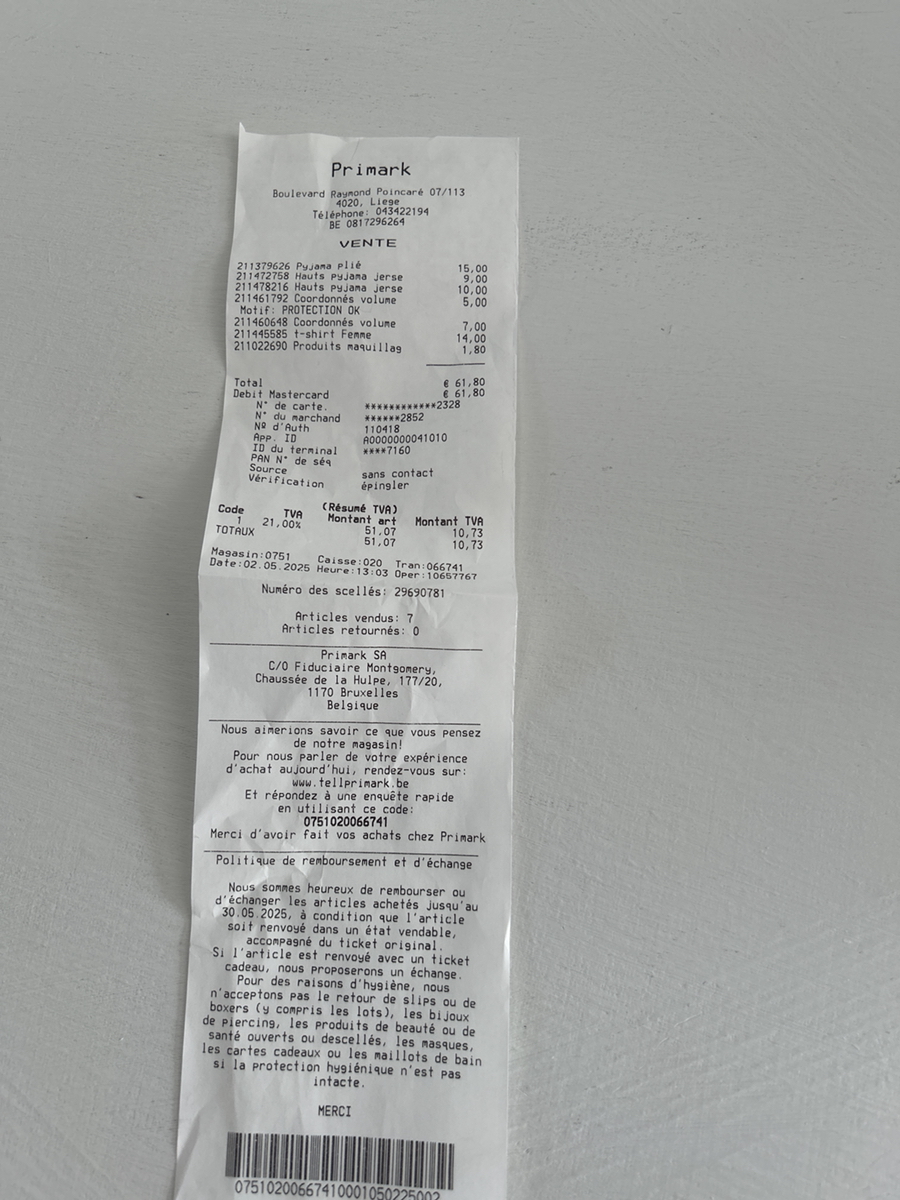 Primark
Boulevard Raymond Poincaré 07/113
4020, Liege
Téléphone: 043422194
BE 0817296264
VENTE
211379626 Pyjama plié 15,00
211472758 Hauts pyjama jerse 9,00
211478216 Hauts pyjama jerse 10,00
211461792 Coordonnés volume 5,00
Motif: PROTECTION OK
211460648 Coordonnés volume 7,00
211445585 t-shirt Femme 14,00
211022690 Produits maquillag 1,80
Total € 61,80
Debit Mastercard € 61,80
N° de carte. ************2328
N° du marchand ******2852
Nº d'Auth 110418
App. ID A0000000041010
ID du terminal ****7160
PAN N° de séq
Source sans contact
Vérification épingler
(Résumé TVA)
Code TVA Montant art Montant TVA
1 21,00% 51,07 10,73
TOTAUX 51,07 10,73
Magasin:0751 Caisse:020 Tran:066741
Date:02.05.2025 Heure:13:03 Oper:10657767
Numéro des scellés: 29690781
Articles vendus: 7
Articles retournés: 0
Primark SA
C/O Fiduciaire Montgomery,
Chaussée de la Hulpe, 177/20,
1170 Bruxelles
Belgique
Nous aimerions savoir ce que vous pensez
de notre magasin!
Pour nous parler de votre expérience
d'achat aujourd'hui, rendez-vous sur:
www.tellprimark.be
Et répondez à une enquête rapide
en utilisant ce code:
0751020066741
Merci d'avoir fait vos achats chez Primark
Politique de remboursement et d'échange
Nous sommes heureux de rembourser ou
d'échanger les articles achetés jusqu'au
30.05.2025, à condition que l'article
soit renvoyé dans un état vendable,
accompagné du ticket original.
Si l'article est renvoyé avec un ticket
cadeau, nous proposerons un échange.
Pour des raisons d'hygiène, nous
n'acceptons pas le retour de slips ou de
boxers (y compris les lots), les bijoux
de piercing, les produits de beauté ou de
santé ouverts ou descellés, les masques,
les cartes cadeaux ou les maillots de bain
si la protection hygiénique n'est pas
intacte.
MERCI
07510200667410001050225002